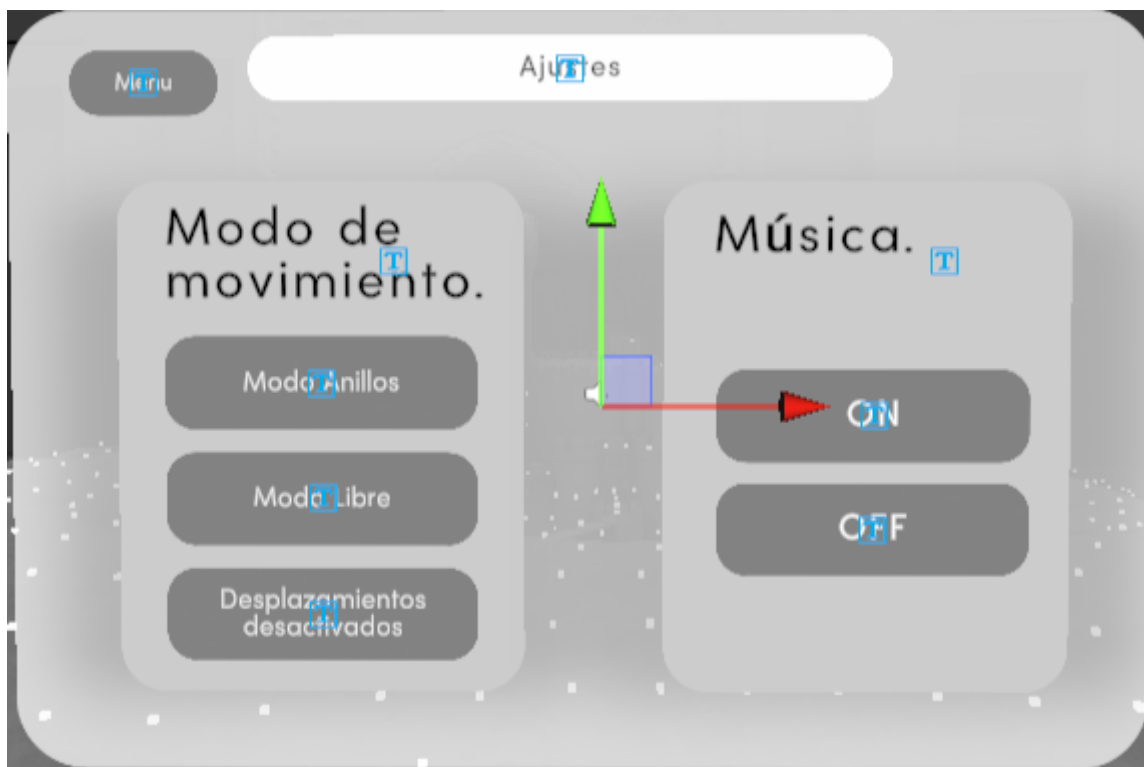 Menu
Ajustes
Modo de
movimiento.
Modo Anillos
Modo Libre
Desplazamientos
desactivados
Música.
ON
OFF